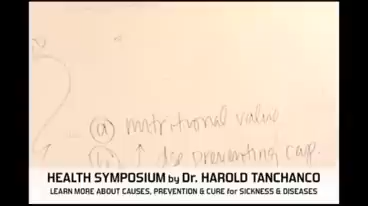 (a) nutritional value
(b) ↑ dse preventing cap.
HEALTH SYMPOSIUM by Dr. HAROLD TANCHANCO
LEARN MORE ABOUT CAUSES, PREVENTION & CURE for SICKNESS & DISEASES